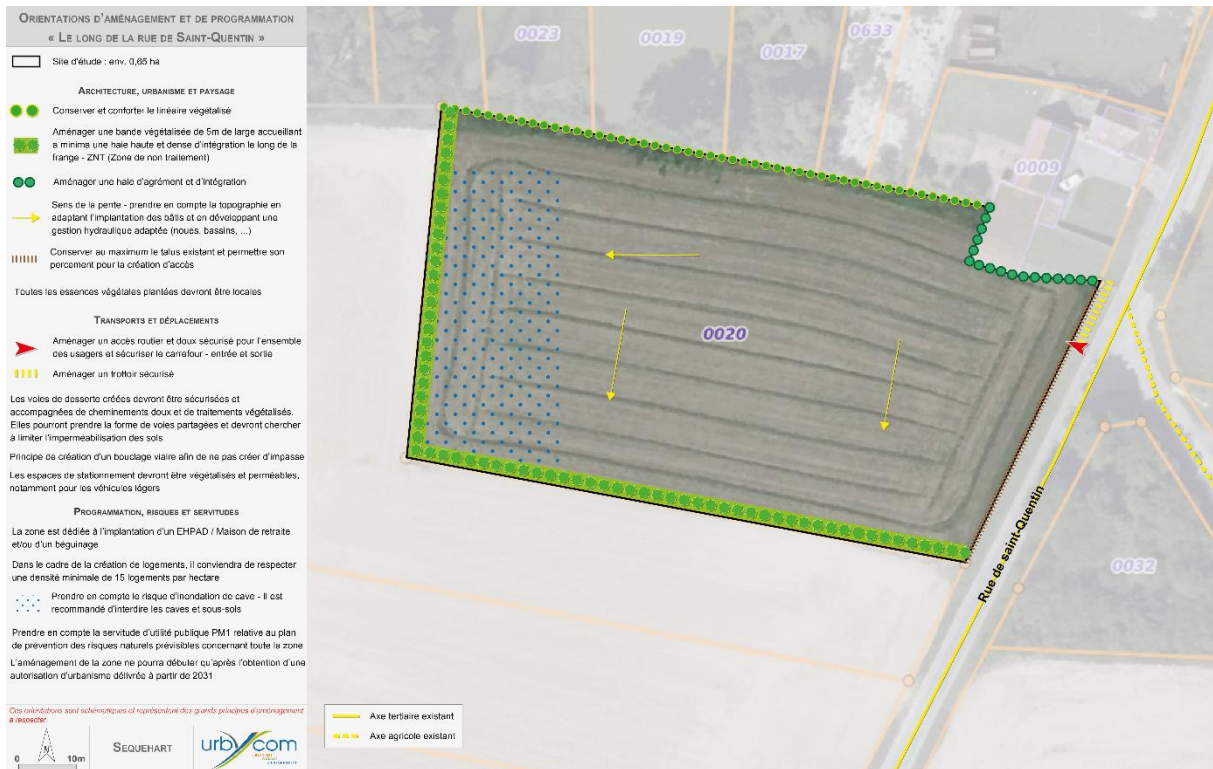 ORIENTATIONS D'AMÉNAGEMENT ET DE PROGRAMMATION
« LE LONG DE LA RUE DE SAINT-QUENTIN »
Site d'étude : env. 0,65 ha
ARCHITECTURE, URBANISME ET PAYSAGE
Conserver et conforter le linéaire végétalisé
Aménager une bande végétalisée de 5m de large accueillant
a minima une haie haute et dense d'intégration le long de la
frange - ZNT (Zone de non traitement)
Aménager une haie d'agrément et d'intégration
Sens de la pente - prendre en compte la topographie en
adaptant l'implantation des bâtis et en développant une
gestion hydraulique adaptée (noues, bassins, ...)
Conserver au maximum le talus existant et permettre son
percement pour la création d'accès
Toutes les essences végétales plantées devront être locales
TRANSPORTS ET DÉPLACEMENTS
Aménager un accès routier et doux sécurisé pour l'ensemble
des usagers et sécuriser le carrefour - entrée et sortie
Aménager un trottoir sécurisé
Les voies de desserte créées devront être sécurisées et
accompagnées de cheminements doux et de traitements végétalisés.
Elles pourront prendre la forme de voies partagées et devront chercher
à limiter l'imperméabilisation des sols
Principe de création d'un bouclage viaire afin de ne pas créer d'impasse
Les espaces de stationnement devront être végétalisés et perméables,
notamment pour les véhicules légers
PROGRAMMATION, RISQUES ET SERVITUDES
La zone est dédiée à l'implantation d'un EHPAD / Maison de retraite
et/ou d'un béguinage
Dans le cadre de la création de logements, il conviendra de respecter
une densité minimale de 15 logements par hectare
Prendre en compte le risque d'inondation de cave - Il est
recommandé d'interdire les caves et sous-sols
Prendre en compte la servitude d'utilité publique PM1 relative au plan
de prévention des risques naturels prévisibles concernant toute la zone
L'aménagement de la zone ne pourra débuter qu'après l'obtention d'une
autorisation d'urbanisme délivrée à partir de 2031
Ces orientations sont schématiques et représentent des grands principes d'aménagement
à respecter.
0 10m
SEQUEHART
urbycom
0023
0019
0017
0633
0009
0020
0032
Rue de saint-Quentin
Axe tertiaire existant
Axe agricole existant